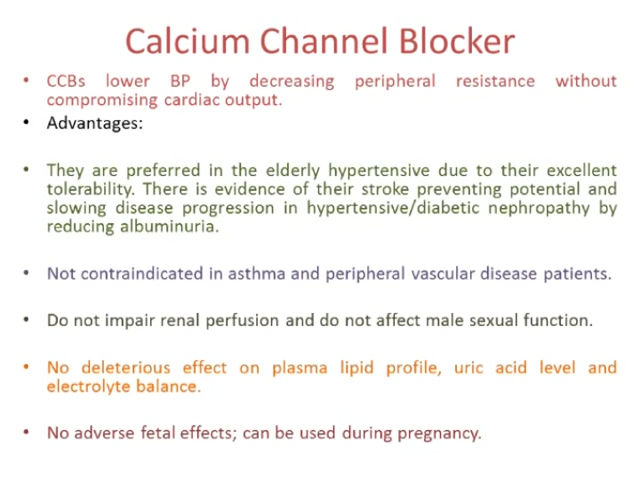 Calcium Channel Blocker
• CCBs lower BP by decreasing peripheral resistance without
compromising cardiac output.
• Advantages:
• They are preferred in the elderly hypertensive due to their excellent
tolerability. There is evidence of their stroke preventing potential and
slowing disease progression in hypertensive/diabetic nephropathy by
reducing albuminuria.
• Not contraindicated in asthma and peripheral vascular disease patients.
• Do not impair renal perfusion and do not affect male sexual function.
• No deleterious effect on plasma lipid profile, uric acid level and
electrolyte balance.
• No adverse fetal effects; can be used during pregnancy.